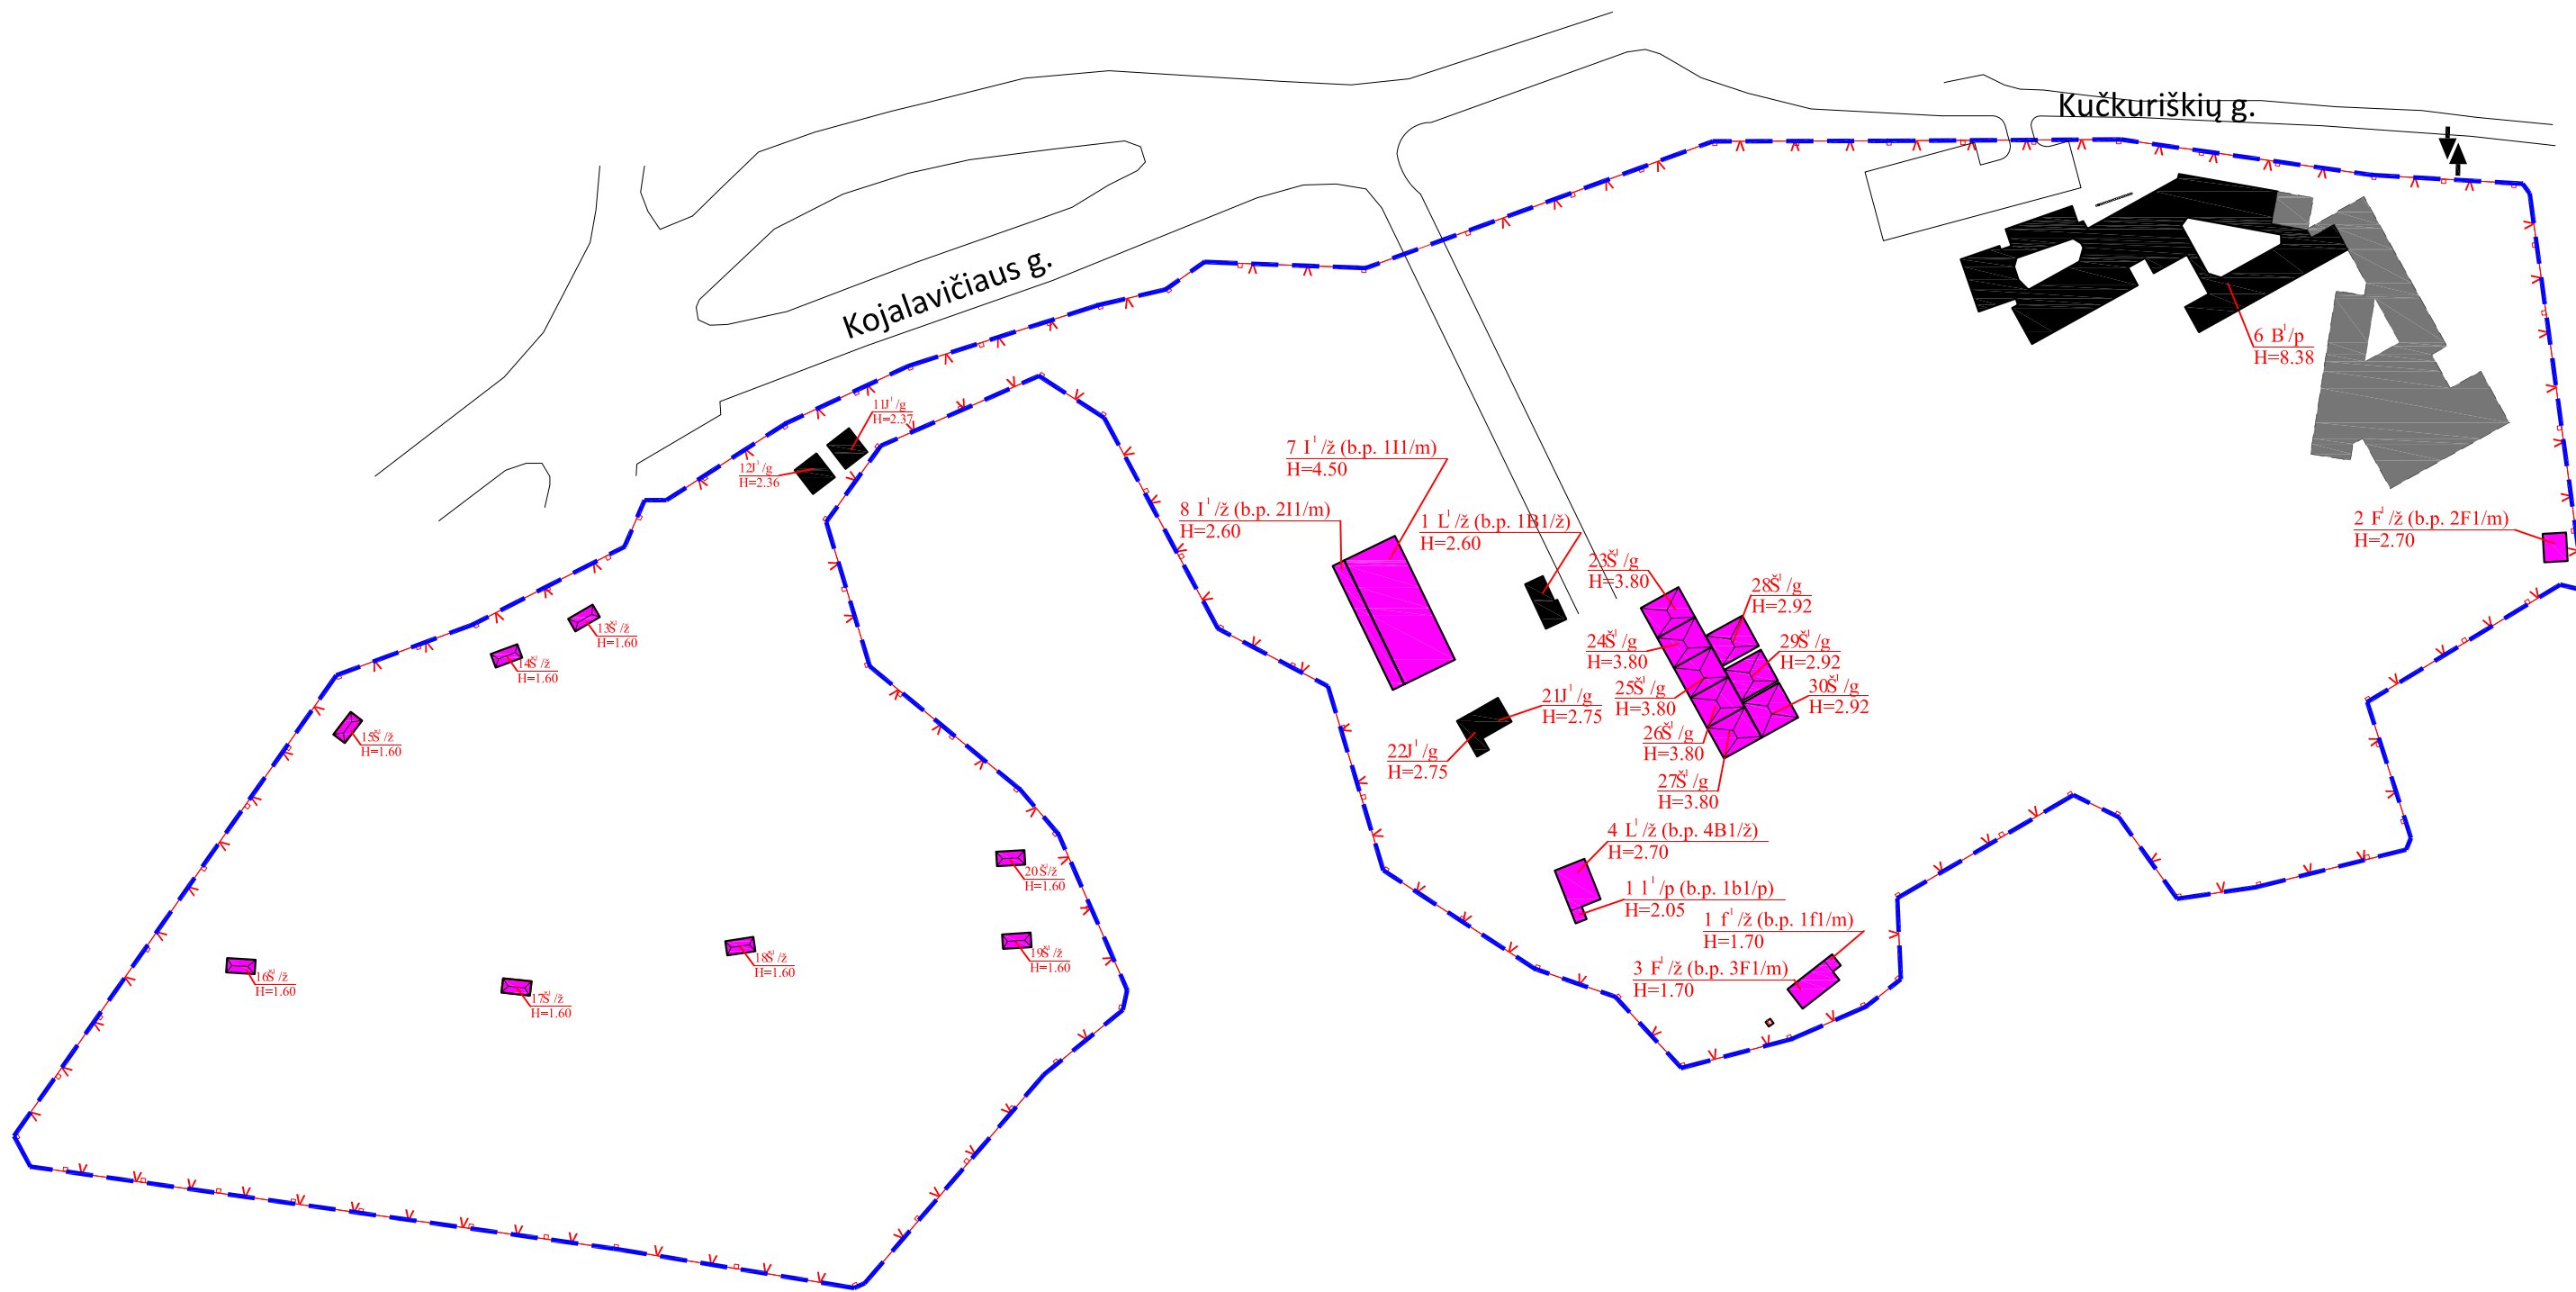 Kučkuriškių g.
Kojalavičiaus g.
6 B¹/p
H=8.38
11J¹/g
H=2.37
12J¹/g
H=2.36
7 I¹/ž (b.p. 1I1/m)
H=4.50
8 I¹/ž (b.p. 2I1/m)
H=2.60
1 L¹/ž (b.p. 1B1/ž)
H=2.60
2 F¹/ž (b.p. 2F1/m)
H=2.70
23Š¹/g
H=3.80
28Š¹/g
H=2.92
24Š¹/g
H=3.80
29Š¹/g
H=2.92
25Š¹/g
H=3.80
30Š¹/g
H=2.92
26Š¹/g
H=3.80
27Š¹/g
H=3.80
21J¹/g
H=2.75
22J¹/g
H=2.75
13Š¹/ž
H=1.60
14Š¹/ž
H=1.60
15Š¹/ž
H=1.60
4 L¹/ž (b.p. 4B1/ž)
H=2.70
1 1¹/p (b.p. 1b1/p)
H=2.05
1 f¹/ž (b.p. 1f1/m)
H=1.70
3 F¹/ž (b.p. 3F1/m)
H=1.70
20Š¹/ž
H=1.60
19Š¹/ž
H=1.60
18Š¹/ž
H=1.60
16Š¹/ž
H=1.60
17Š¹/ž
H=1.60